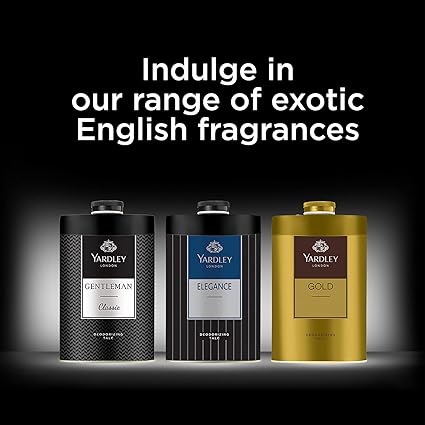 Indulge in
our range of exotic
English fragrances
YARDLEY
LONDON
GENTLEMAN
Classic
DEODORIZING
TALC
YARDLEY
LONDON
ELEGANCE
DEODORIZING
TALC
YARDLEY
LONDON
GOLD
DEODORIZING